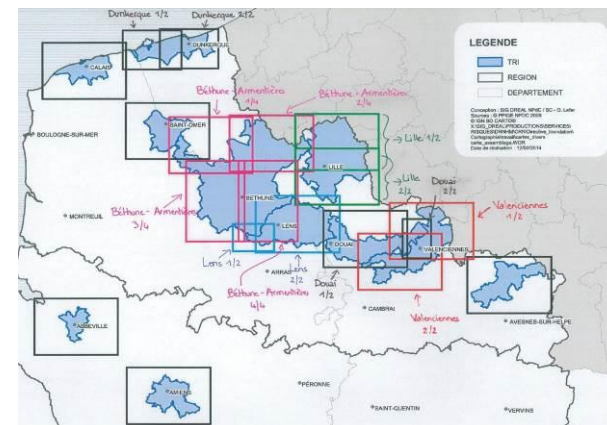 Dunkerque 1/2
Dunkerque 2/2
DUNKERQUE
CALAIS
LEGENDE
TRI
REGION
DEPARTEMENT
Béthune-Armentières
1/4
Béthune-Armentières
2/4
SAINT-OMER
BOULOGNE-SUR-MER
Lille 1/2
LILLE
Lille
2/2
Douai
2/2
BETHUNE
Valenciennes
1/2
MONTREUIL
Béthune-Armentières
3/4
LENS
DOUAI
VALENCIENNES
Lens 1/2
ARRAS
Lens
2/2
Douai
1/2
Béthune-Armentières
4/4
CAMBRAI
Valenciennes
2/2
AVESNES-SUR-HELPE
ABBEVILLE
AMIENS
PÉRONNE
SAINT-QUENTIN
VERVINS